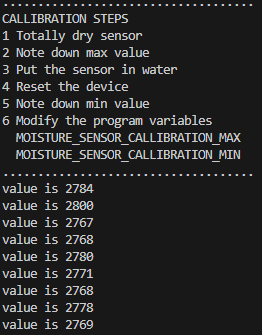 ....................................
CALLIBRATION STEPS
1 Totally dry sensor
2 Note down max value
3 Put the sensor in water
4 Reset the device
5 Note down min value
6 Modify the program variables
  MOISTURE_SENSOR_CALLIBRATION_MAX
  MOISTURE_SENSOR_CALLIBRATION_MIN
....................................
value is 2784
value is 2800
value is 2767
value is 2768
value is 2780
value is 2771
value is 2768
value is 2778
value is 2769